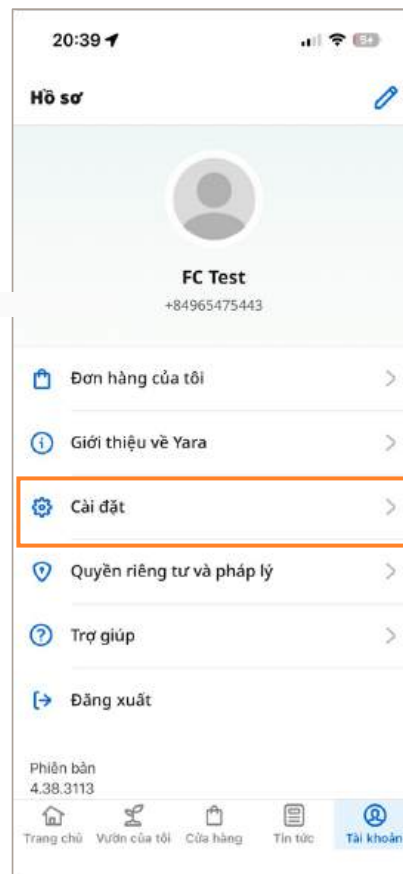 20:39
Hồ sơ
FC Test
+84965475443
Đơn hàng của tôi
Giới thiệu về Yara
Cài đặt
Quyền riêng tư và pháp lý
Trợ giúp
Đăng xuất
Phiên bản
4.38.3113
Trang chủ Vườn của tôi Cửa hàng Tin tức Tài khoản